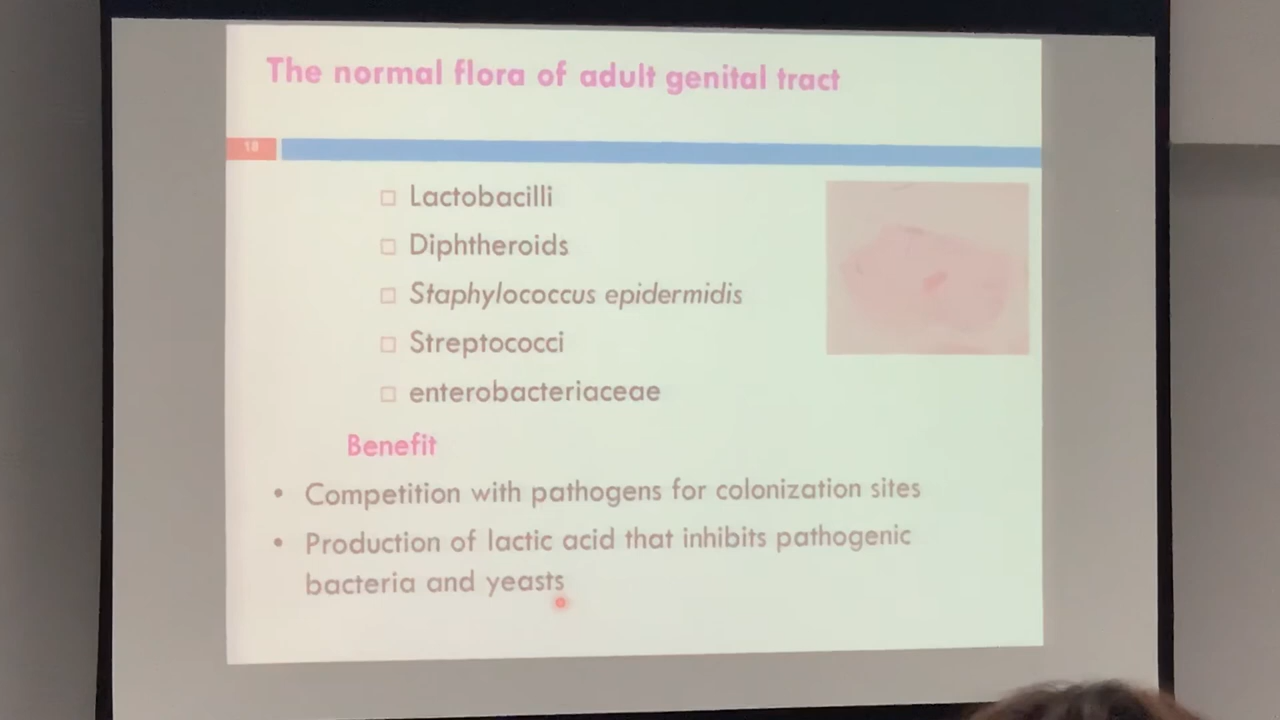 The normal flora of adult genital tract
18
Lactobacilli
Diphtheroids
Staphylococcus epidermidis
Streptococci
enterobacteriaceae
Benefit
• Competition with pathogens for colonization sites
• Production of lactic acid that inhibits pathogenic
bacteria and yeasts